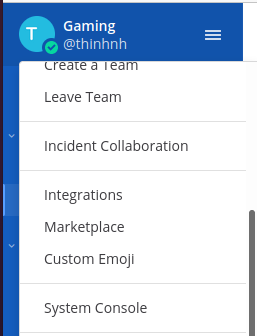 T
Gaming
@thinhnh
Create a Team
Leave Team
Incident Collaboration
Integrations
Marketplace
Custom Emoji
System Console